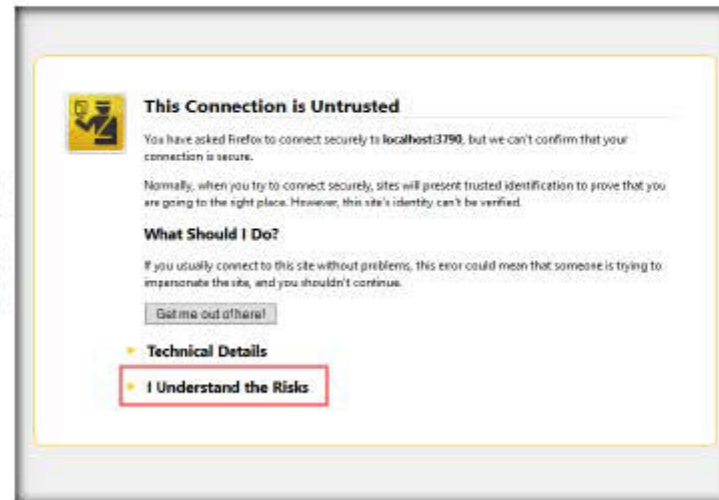 This Connection is Untrusted
You have asked Firefox to connect securely to localhost:3790, but we can't confirm that your
connection is secure.
Normally, when you try to connect securely, sites will present trusted identification to prove that you
are going to the right place. However, this site's identity can't be verified.
What Should I Do?
If you usually connect to this site without problems, this error could mean that someone is trying to
impersonate the site, and you shouldn't continue.
Get me out of here!
Technical Details
I Understand the Risks